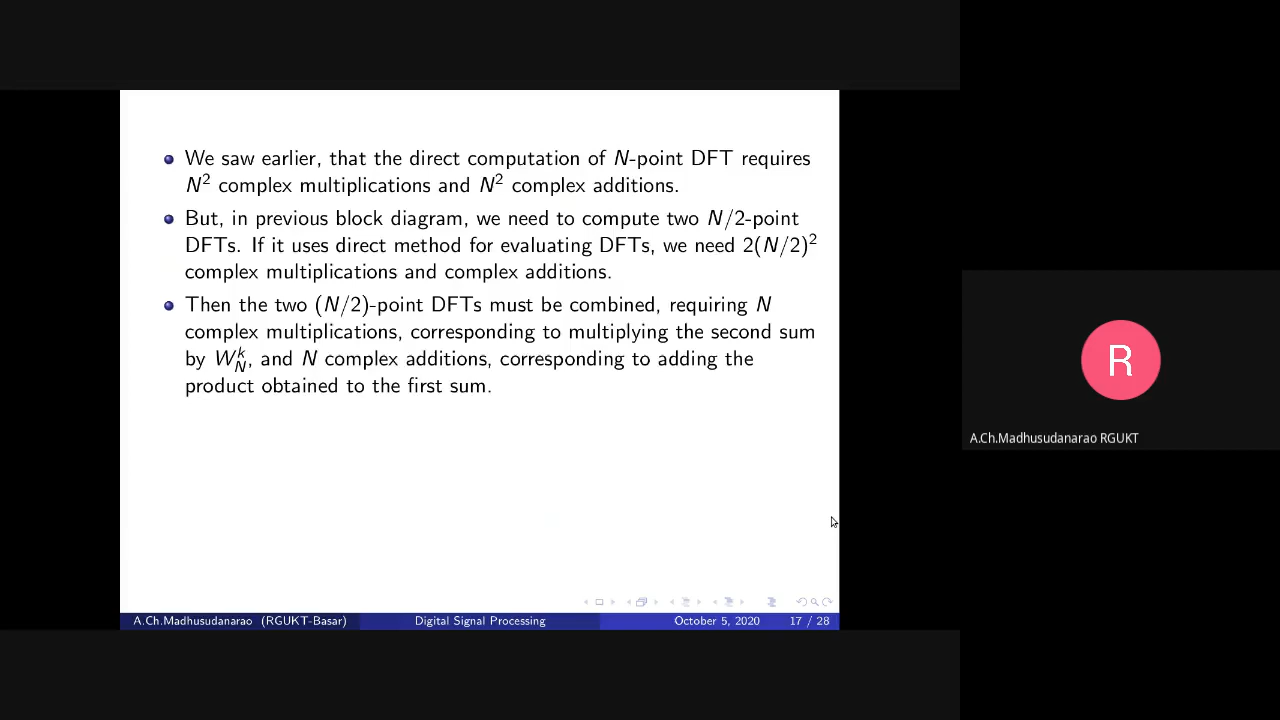 We saw earlier, that the direct computation of N-point DFT requires
N² complex multiplications and N² complex additions.
But, in previous block diagram, we need to compute two N/2-point
DFTs. If it uses direct method for evaluating DFTs, we need 2(N/2)²
complex multiplications and complex additions.
Then the two (N/2)-point DFTs must be combined, requiring N
complex multiplications, corresponding to multiplying the second sum
by W_N^k, and N complex additions, corresponding to adding the
product obtained to the first sum.
R
A.Ch.Madhusudanarao RGUKT
A.Ch.Madhusudanarao (RGUKT-Basar) Digital Signal Processing October 5, 2020 17 / 28